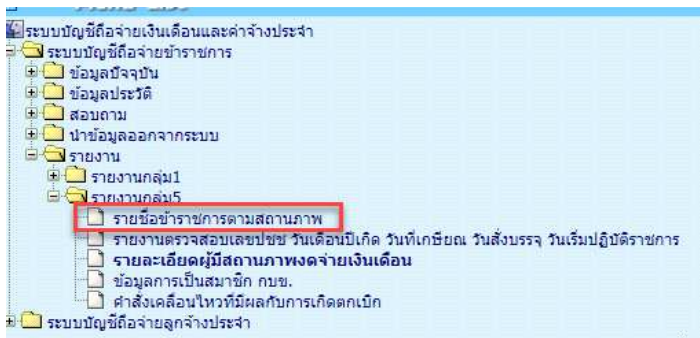 ระบบบัญชีถือจ่ายเงินเดือนและค่าจ้างประจำ
ระบบบัญชีถือจ่ายข้าราชการ
ข้อมูลปัจจุบัน
ข้อมูลประวัติ
สอบถาม
นำข้อมูลออกจากระบบ
รายงาน
รายงานกลุ่ม1
รายงานกลุ่ม5
รายชื่อข้าราชการตามสถานภาพ
รายงานตรวจสอบเลขปชช วันเดือนปีเกิด วันที่เกษียณ วันสั่งบรรจุ วันเริ่มปฏิบัติราชการ
รายละเอียดผู้มีสถานภาพงดจ่ายเงินเดือน
ข้อมูลการเป็นสมาชิก กบข.
คำสั่งเคลื่อนไหวที่มีผลกับการเกิดตกเบิก
ระบบบัญชีถือจ่ายลูกจ้างประจำ